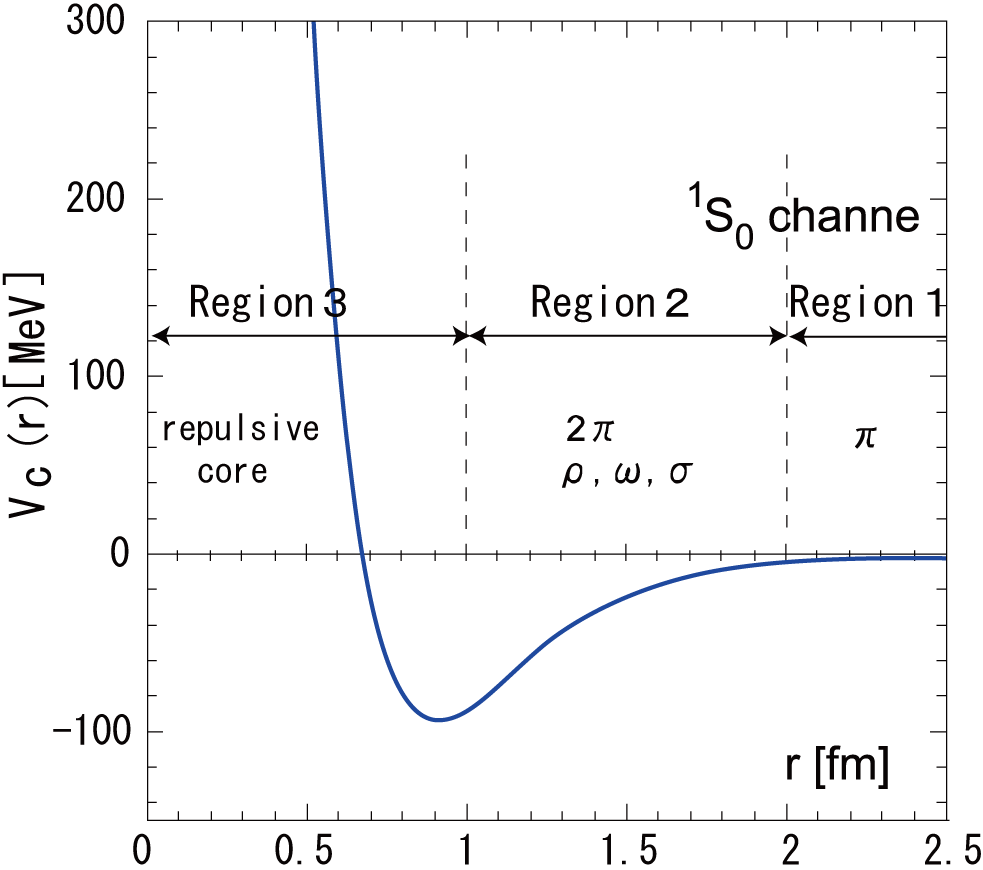 300
200
100
0
-100
Vc (r) [MeV]
¹S₀ channe
Region 3
Region 2
Region 1
repulsive
core
2π
ρ, ω, σ
π
r [fm]
0
0.5
1
1.5
2
2.5